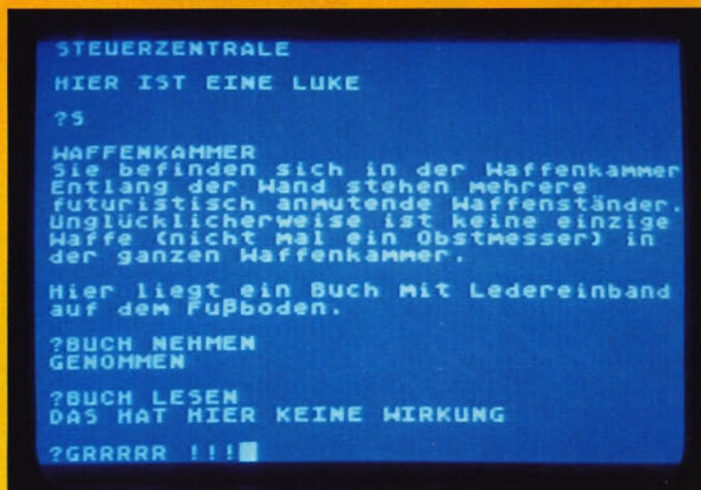 STEUERZENTRALE
HIER IST EINE LUKE
?S
WAFFENKAMMER
Sie befinden sich in der Waffenkammer
Entlang der Wand stehen mehrere
futuristisch anmutende Waffenständer.
Unglücklicherweise ist keine einzige
Waffe (nicht mal ein Obstmesser) in
der ganzen Waffenkammer.
Hier liegt ein Buch mit Ledereinband
auf dem Fußboden.
?BUCH NEHMEN
GENOMMEN
?BUCH LESEN
DAS HAT HIER KEINE WIRKUNG
?GRRRRR !!!